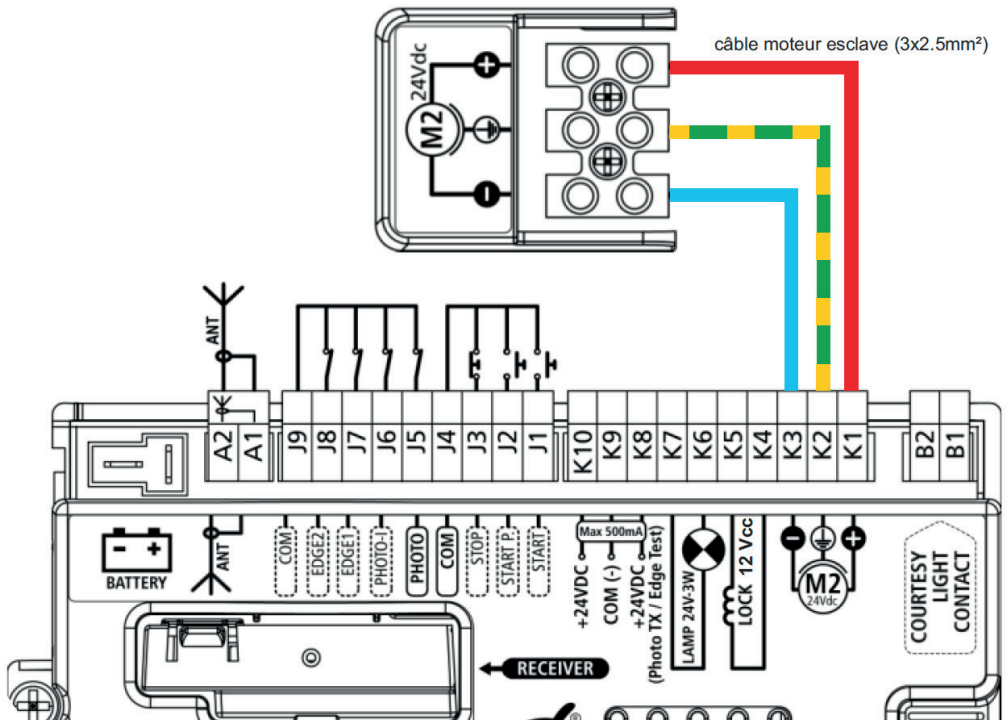 câble moteur esclave (3x2.5mm²)
24Vdc
M2
+
-
ANT
A2
A1
J9
J8
J7
J6
J5
J4
J3
J2
J1
K10
K9
K8
K7
K6
K5
K4
K3
K2
K1
B2
B1
- +
BATTERY
ANT
COM
EDGE2
EDGE1
PHOTO-I
PHOTO
COM
STOP
START P.
START
Max 500mA
+24VDC
COM (-)
+24VDC
(Photo TX / Edge Test)
LAMP 24V-3W
LOCK 12 Vcc
-
+
M2
24Vdc
COURTESY
LIGHT
CONTACT
RECEIVER
®